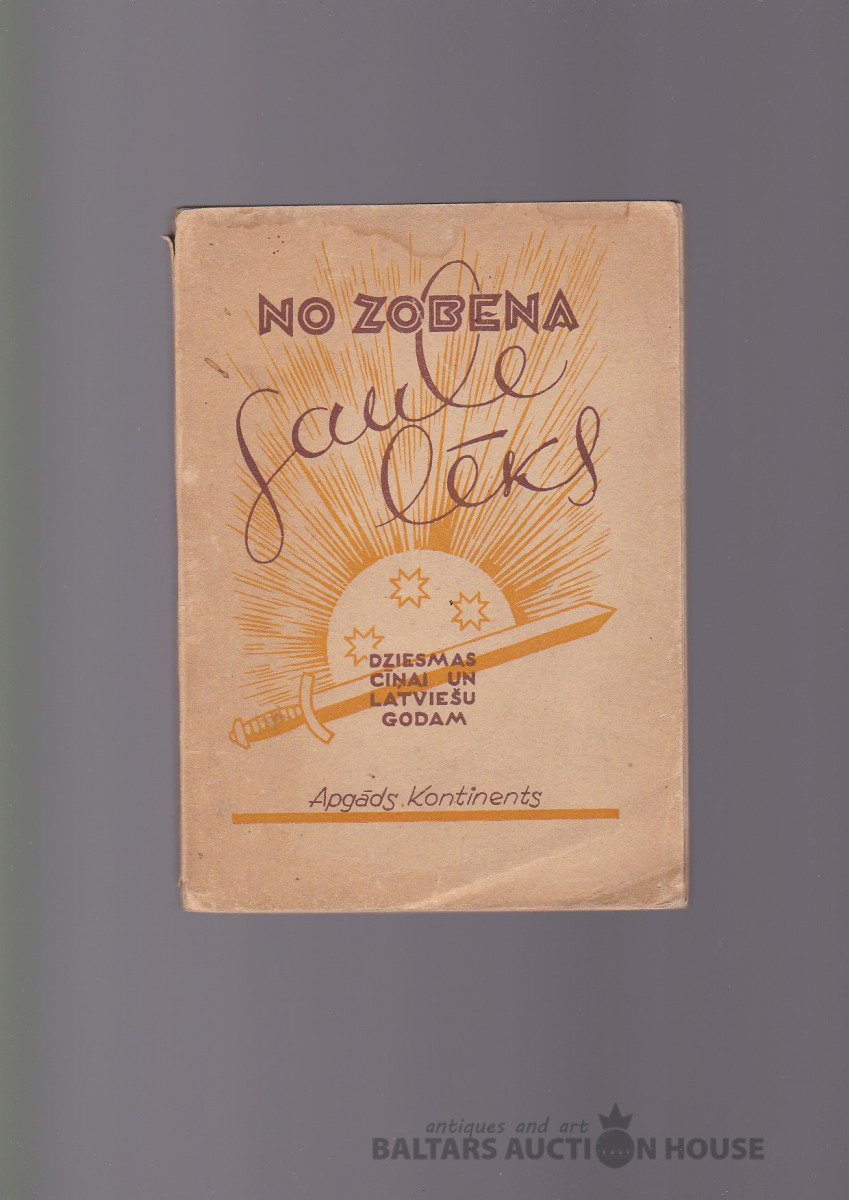 NO ZOBENA
saule
lēks
DZIESMAS
CĪŅAI UN
LATVIEŠU
GODAM
Apgāds Kontinents
antiques and art
BALTARS AUCTION HOUSE